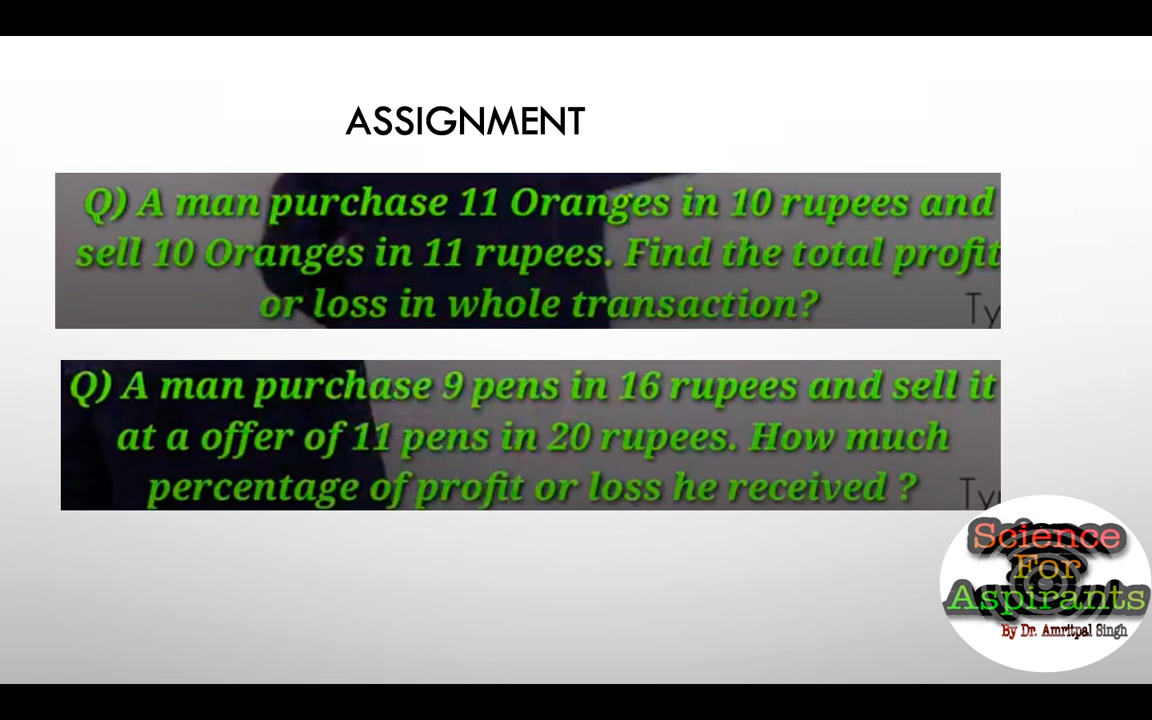 ASSIGNMENT
Q) A man purchase 11 Oranges in 10 rupees and
sell 10 Oranges in 11 rupees. Find the total profit
or loss in whole transaction?
Ty
Q) A man purchase 9 pens in 16 rupees and sell it
at a offer of 11 pens in 20 rupees. How much
percentage of profit or loss he received ?
Ty
Science
For
Aspirants
By Dr. Amritpal Singh